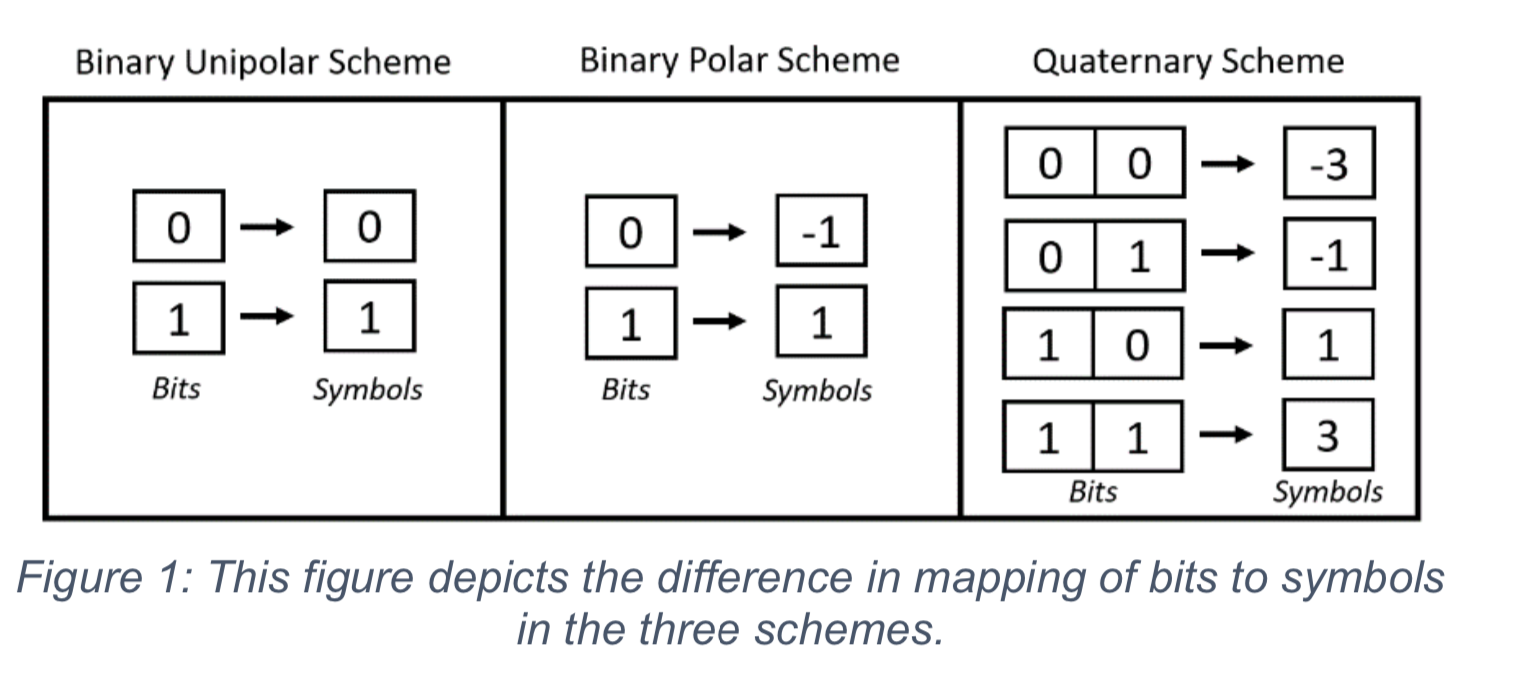 Binary Unipolar Scheme
Binary Polar Scheme
Quaternary Scheme
0 0
1 1
Bits Symbols
0 -1
1 1
Bits Symbols
0 0 -3
0 1 -1
1 0 1
1 1 3
Bits Symbols
Figure 1: This figure depicts the difference in mapping of bits to symbols
in the three schemes.